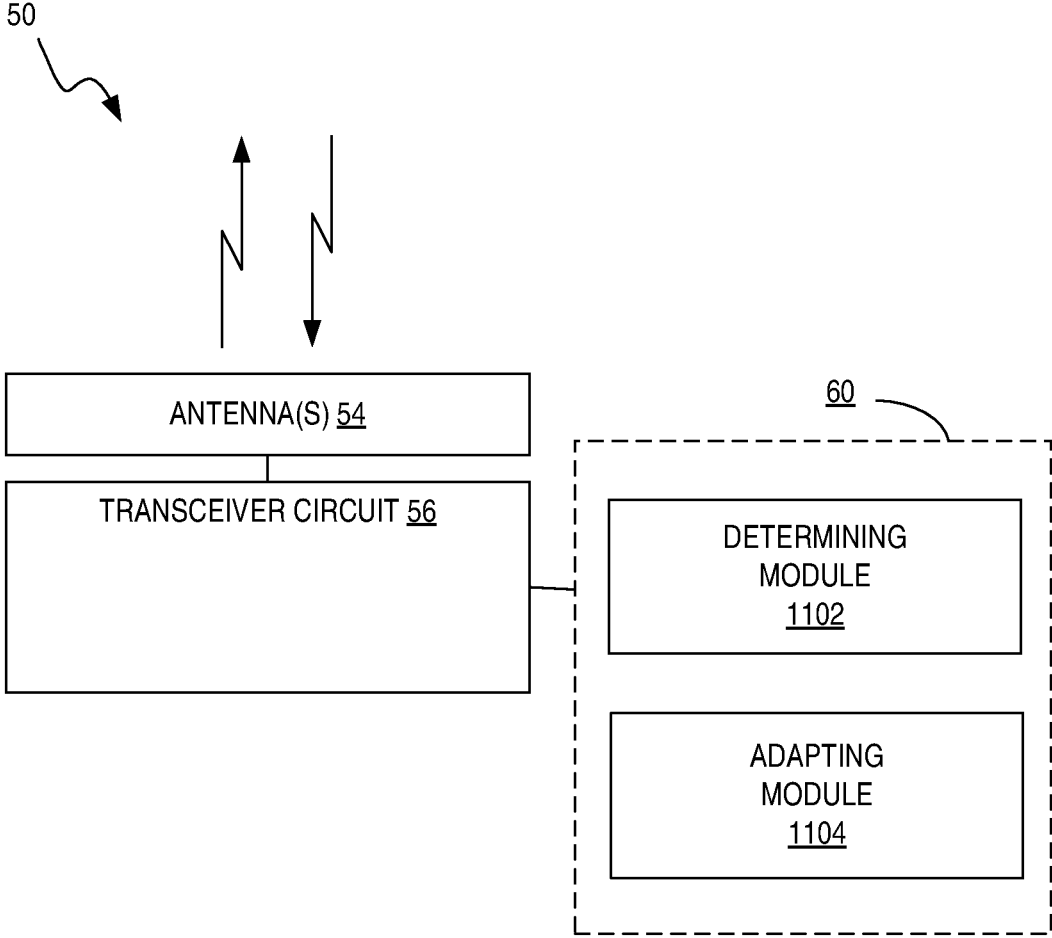 50
ANTENNA(S) 54
60
TRANSCEIVER CIRCUIT 56
DETERMINING
MODULE
1102
ADAPTING
MODULE
1104